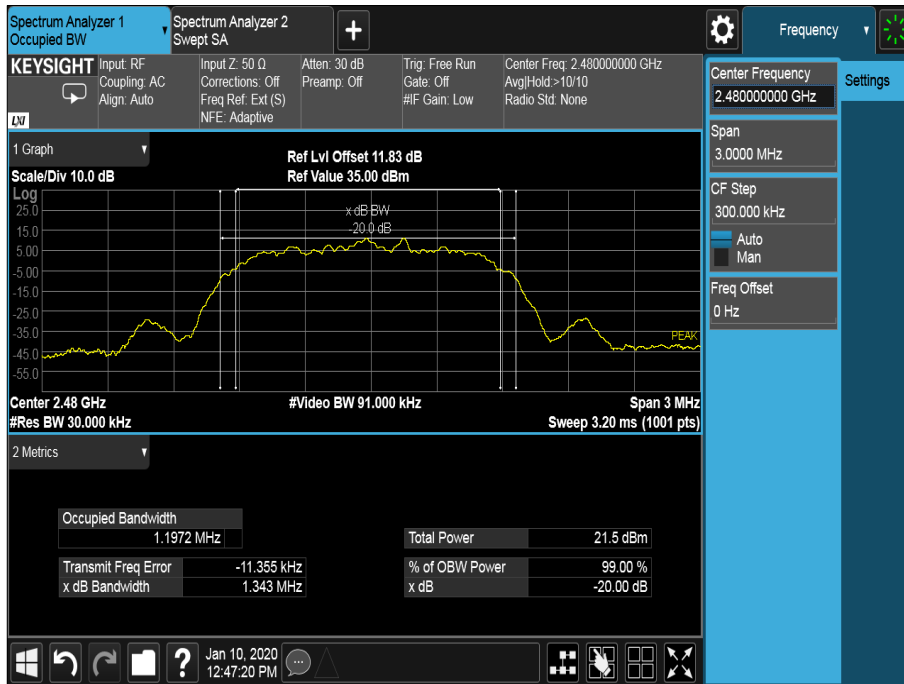 Spectrum Analyzer 1
Occupied BW
Spectrum Analyzer 2
Swept SA
Frequency
KEYSIGHT
LXI
Input: RF
Coupling: AC
Align: Auto
Input Z: 50 Ω
Corrections: Off
Freq Ref: Ext (S)
NFE: Adaptive
Atten: 30 dB
Preamp: Off
Trig: Free Run
Gate: Off
#IF Gain: Low
Center Freq: 2.480000000 GHz
Avg|Hold:>10/10
Radio Std: None
Center Frequency
2.480000000 GHz
Settings
Span
3.0000 MHz
CF Step
300.000 kHz
Auto
Man
Freq Offset
0 Hz
1 Graph
Scale/Div 10.0 dB
Ref Lvl Offset 11.83 dB
Ref Value 35.00 dBm
Log
25.0
15.0
5.00
-5.00
-15.0
-25.0
-35.0
-45.0
-55.0
x dB BW
-20.0 dB
PEAK
Center 2.48 GHz
#Video BW 91.000 kHz
Span 3 MHz
#Res BW 30.000 kHz
Sweep 3.20 ms (1001 pts)
2 Metrics
Occupied Bandwidth
1.1972 MHz
Total Power 21.5 dBm
Transmit Freq Error -11.355 kHz
% of OBW Power 99.00 %
x dB Bandwidth 1.343 MHz
x dB -20.00 dB
?
Jan 10, 2020
12:47:20 PM